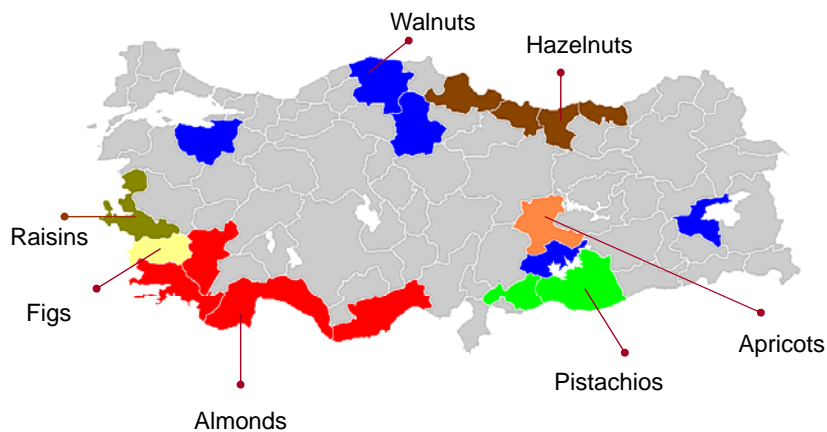 Walnuts
Hazelnuts
Raisins
Figs
Apricots
Pistachios
Almonds